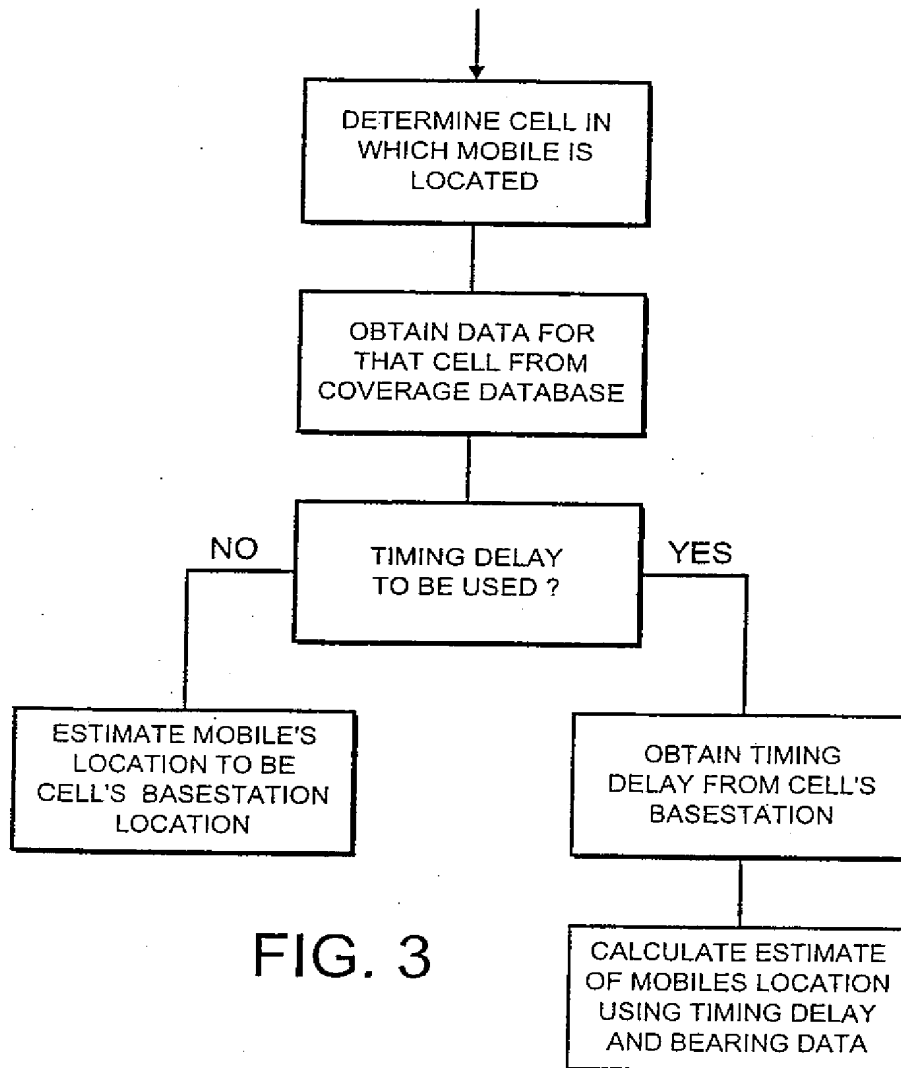 DETERMINE CELL IN
WHICH MOBILE IS
LOCATED
OBTAIN DATA FOR
THAT CELL FROM
COVERAGE DATABASE
NO
TIMING DELAY
TO BE USED ?
YES
ESTIMATE MOBILE'S
LOCATION TO BE
CELL'S BASESTATION
LOCATION
OBTAIN TIMING
DELAY FROM CELL'S
BASESTATION
CALCULATE ESTIMATE
OF MOBILES LOCATION
USING TIMING DELAY
AND BEARING DATA
FIG. 3